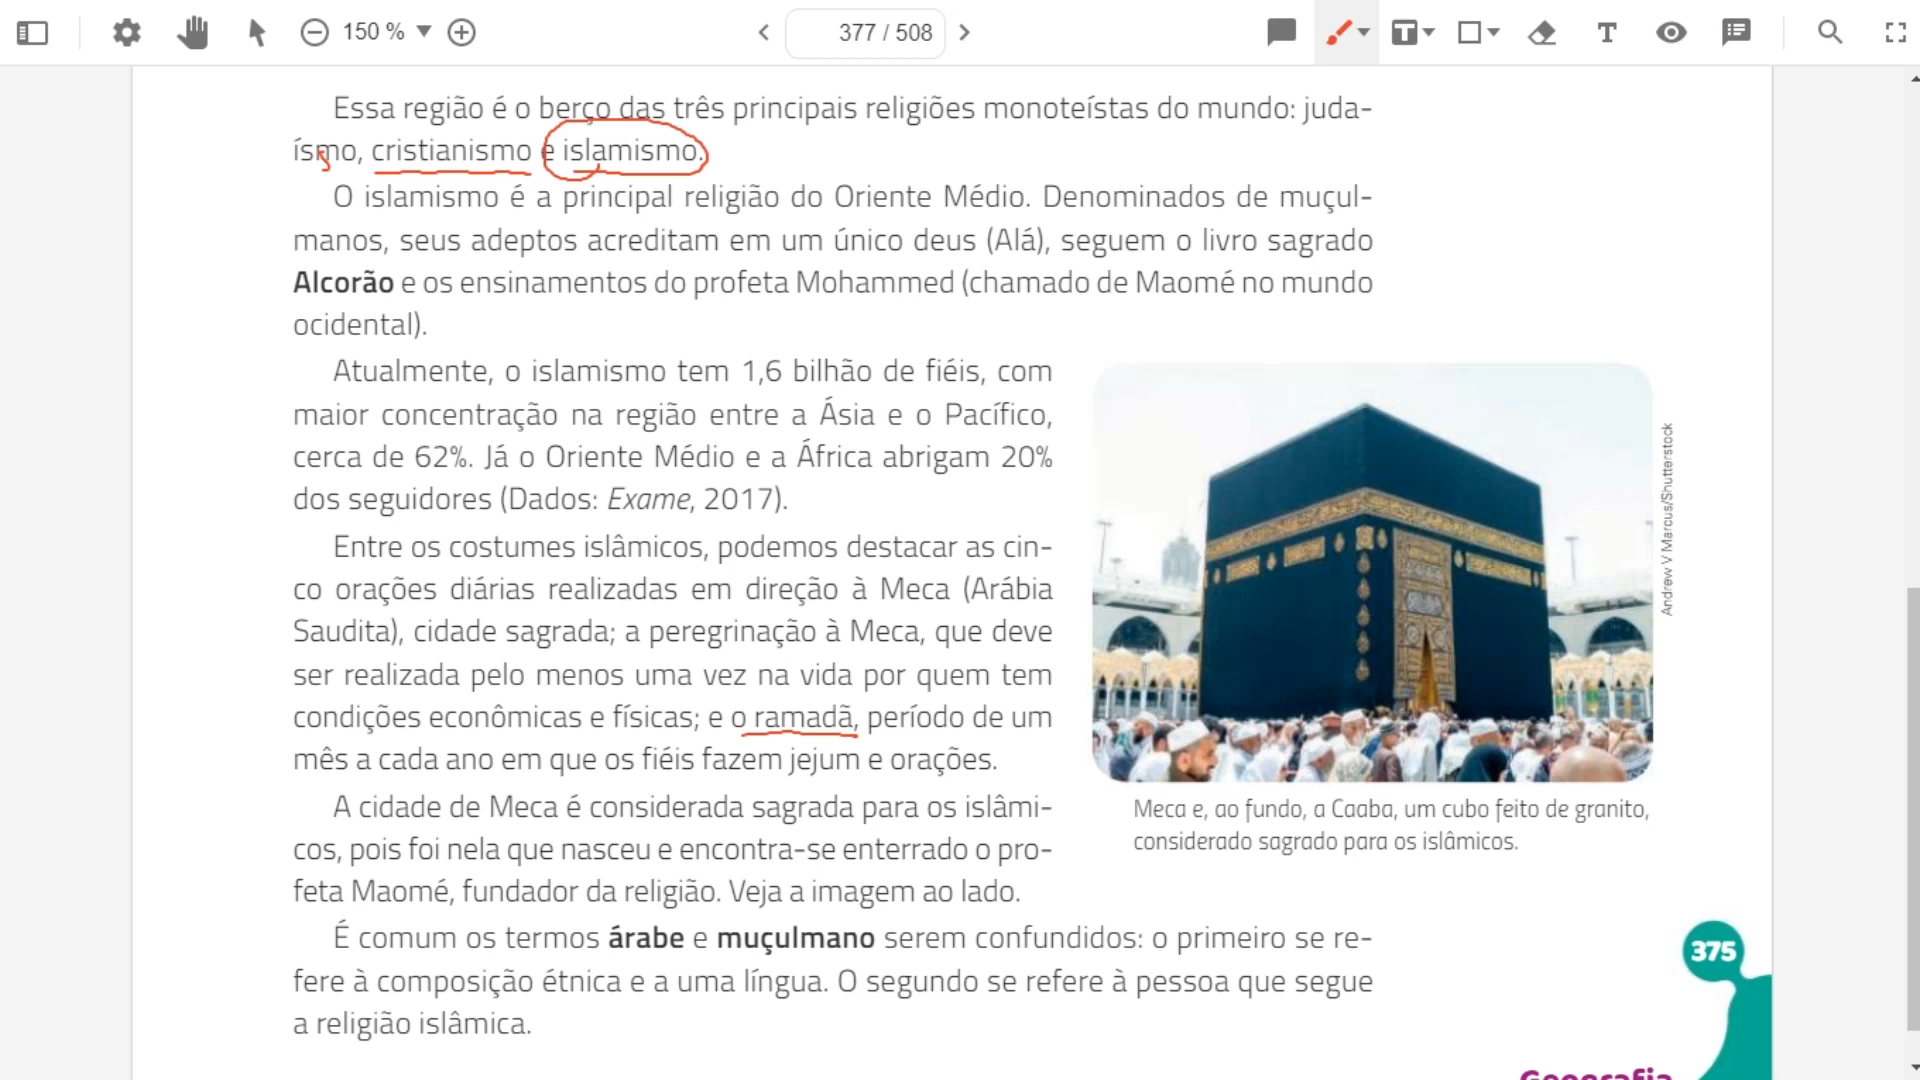 150 %
377 / 508
Essa região é o berço das três principais religiões monoteístas do mundo: juda-
ísmo, cristianismo e islamismo.
O islamismo é a principal religião do Oriente Médio. Denominados de muçul-
manos, seus adeptos acreditam em um único deus (Alá), seguem o livro sagrado
Alcorão e os ensinamentos do profeta Mohammed (chamado de Maomé no mundo
ocidental).
Atualmente, o islamismo tem 1,6 bilhão de fiéis, com
maior concentração na região entre a Ásia e o Pacífico,
cerca de 62%. Já o Oriente Médio e a África abrigam 20%
dos seguidores (Dados: Exame, 2017).
Entre os costumes islâmicos, podemos destacar as cin-
co orações diárias realizadas em direção à Meca (Arábia
Saudita), cidade sagrada; a peregrinação à Meca, que deve
ser realizada pelo menos uma vez na vida por quem tem
condições econômicas e físicas; e o ramadã, período de um
mês a cada ano em que os fiéis fazem jejum e orações.
A cidade de Meca é considerada sagrada para os islâmi-
cos, pois foi nela que nasceu e encontra-se enterrado o pro-
feta Maomé, fundador da religião. Veja a imagem ao lado.
Andrew V Marcus/Shutterstock
Meca e, ao fundo, a Caaba, um cubo feito de granito,
considerado sagrado para os islâmicos.
É comum os termos árabe e muçulmano serem confundidos: o primeiro se re-
fere à composição étnica e a uma língua. O segundo se refere à pessoa que segue
a religião islâmica.
375
Geografia